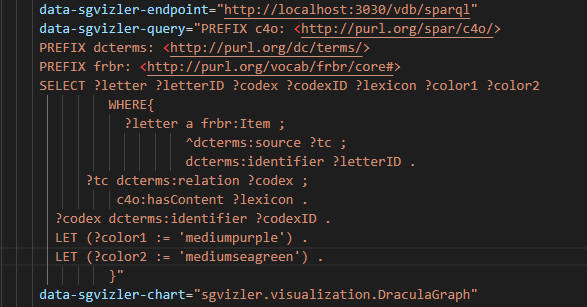 data-sgvizler-endpoint="http://localhost:3030/vdb/sparql"
data-sgvizler-query="PREFIX c4o: <http://purl.org/spar/c4o/>
PREFIX dcterms: <http://purl.org/dc/terms/>
PREFIX frbr: <http://purl.org/vocab/frbr/core#>
SELECT ?letter ?letterID ?codex ?codexID ?lexicon ?color1 ?color2
WHERE{
?letter a frbr:Item ;
^dcterms:source ?tc ;
dcterms:identifier ?letterID .
?tc dcterms:relation ?codex ;
c4o:hasContent ?lexicon .
?codex dcterms:identifier ?codexID .
LET (?color1 := 'mediumpurple') .
LET (?color2 := 'mediumseagreen') .
}"
data-sgvizler-chart="sgvizler.visualization.DraculaGraph"